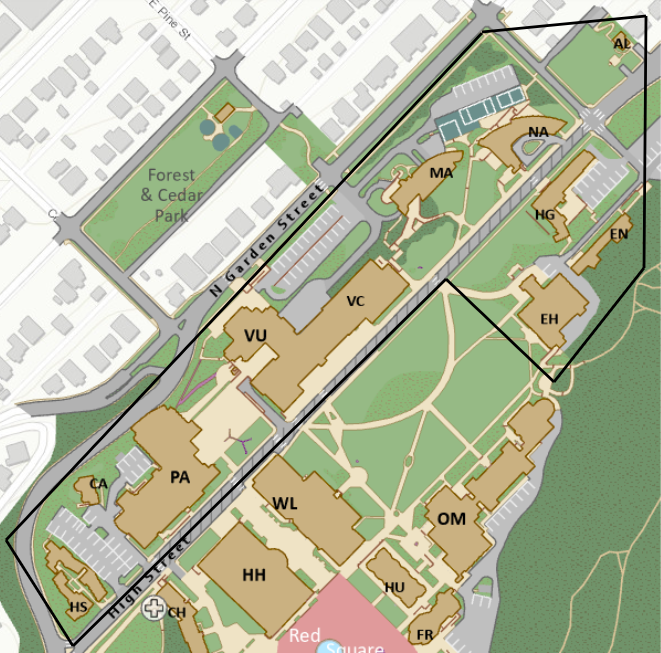 E Pine St
AL
NA
MA
Forest
& Cedar
Park
HG
EN
N Garden Street
VC
EH
VU
CA
PA
WL
OM
HH
HU
HS
High Street
CH
FR
Red
Square